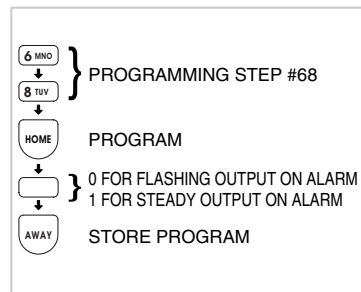 6 MNO
8 TUV
PROGRAMMING STEP #68
HOME
PROGRAM
0 FOR FLASHING OUTPUT ON ALARM
1 FOR STEADY OUTPUT ON ALARM
AWAY
STORE PROGRAM